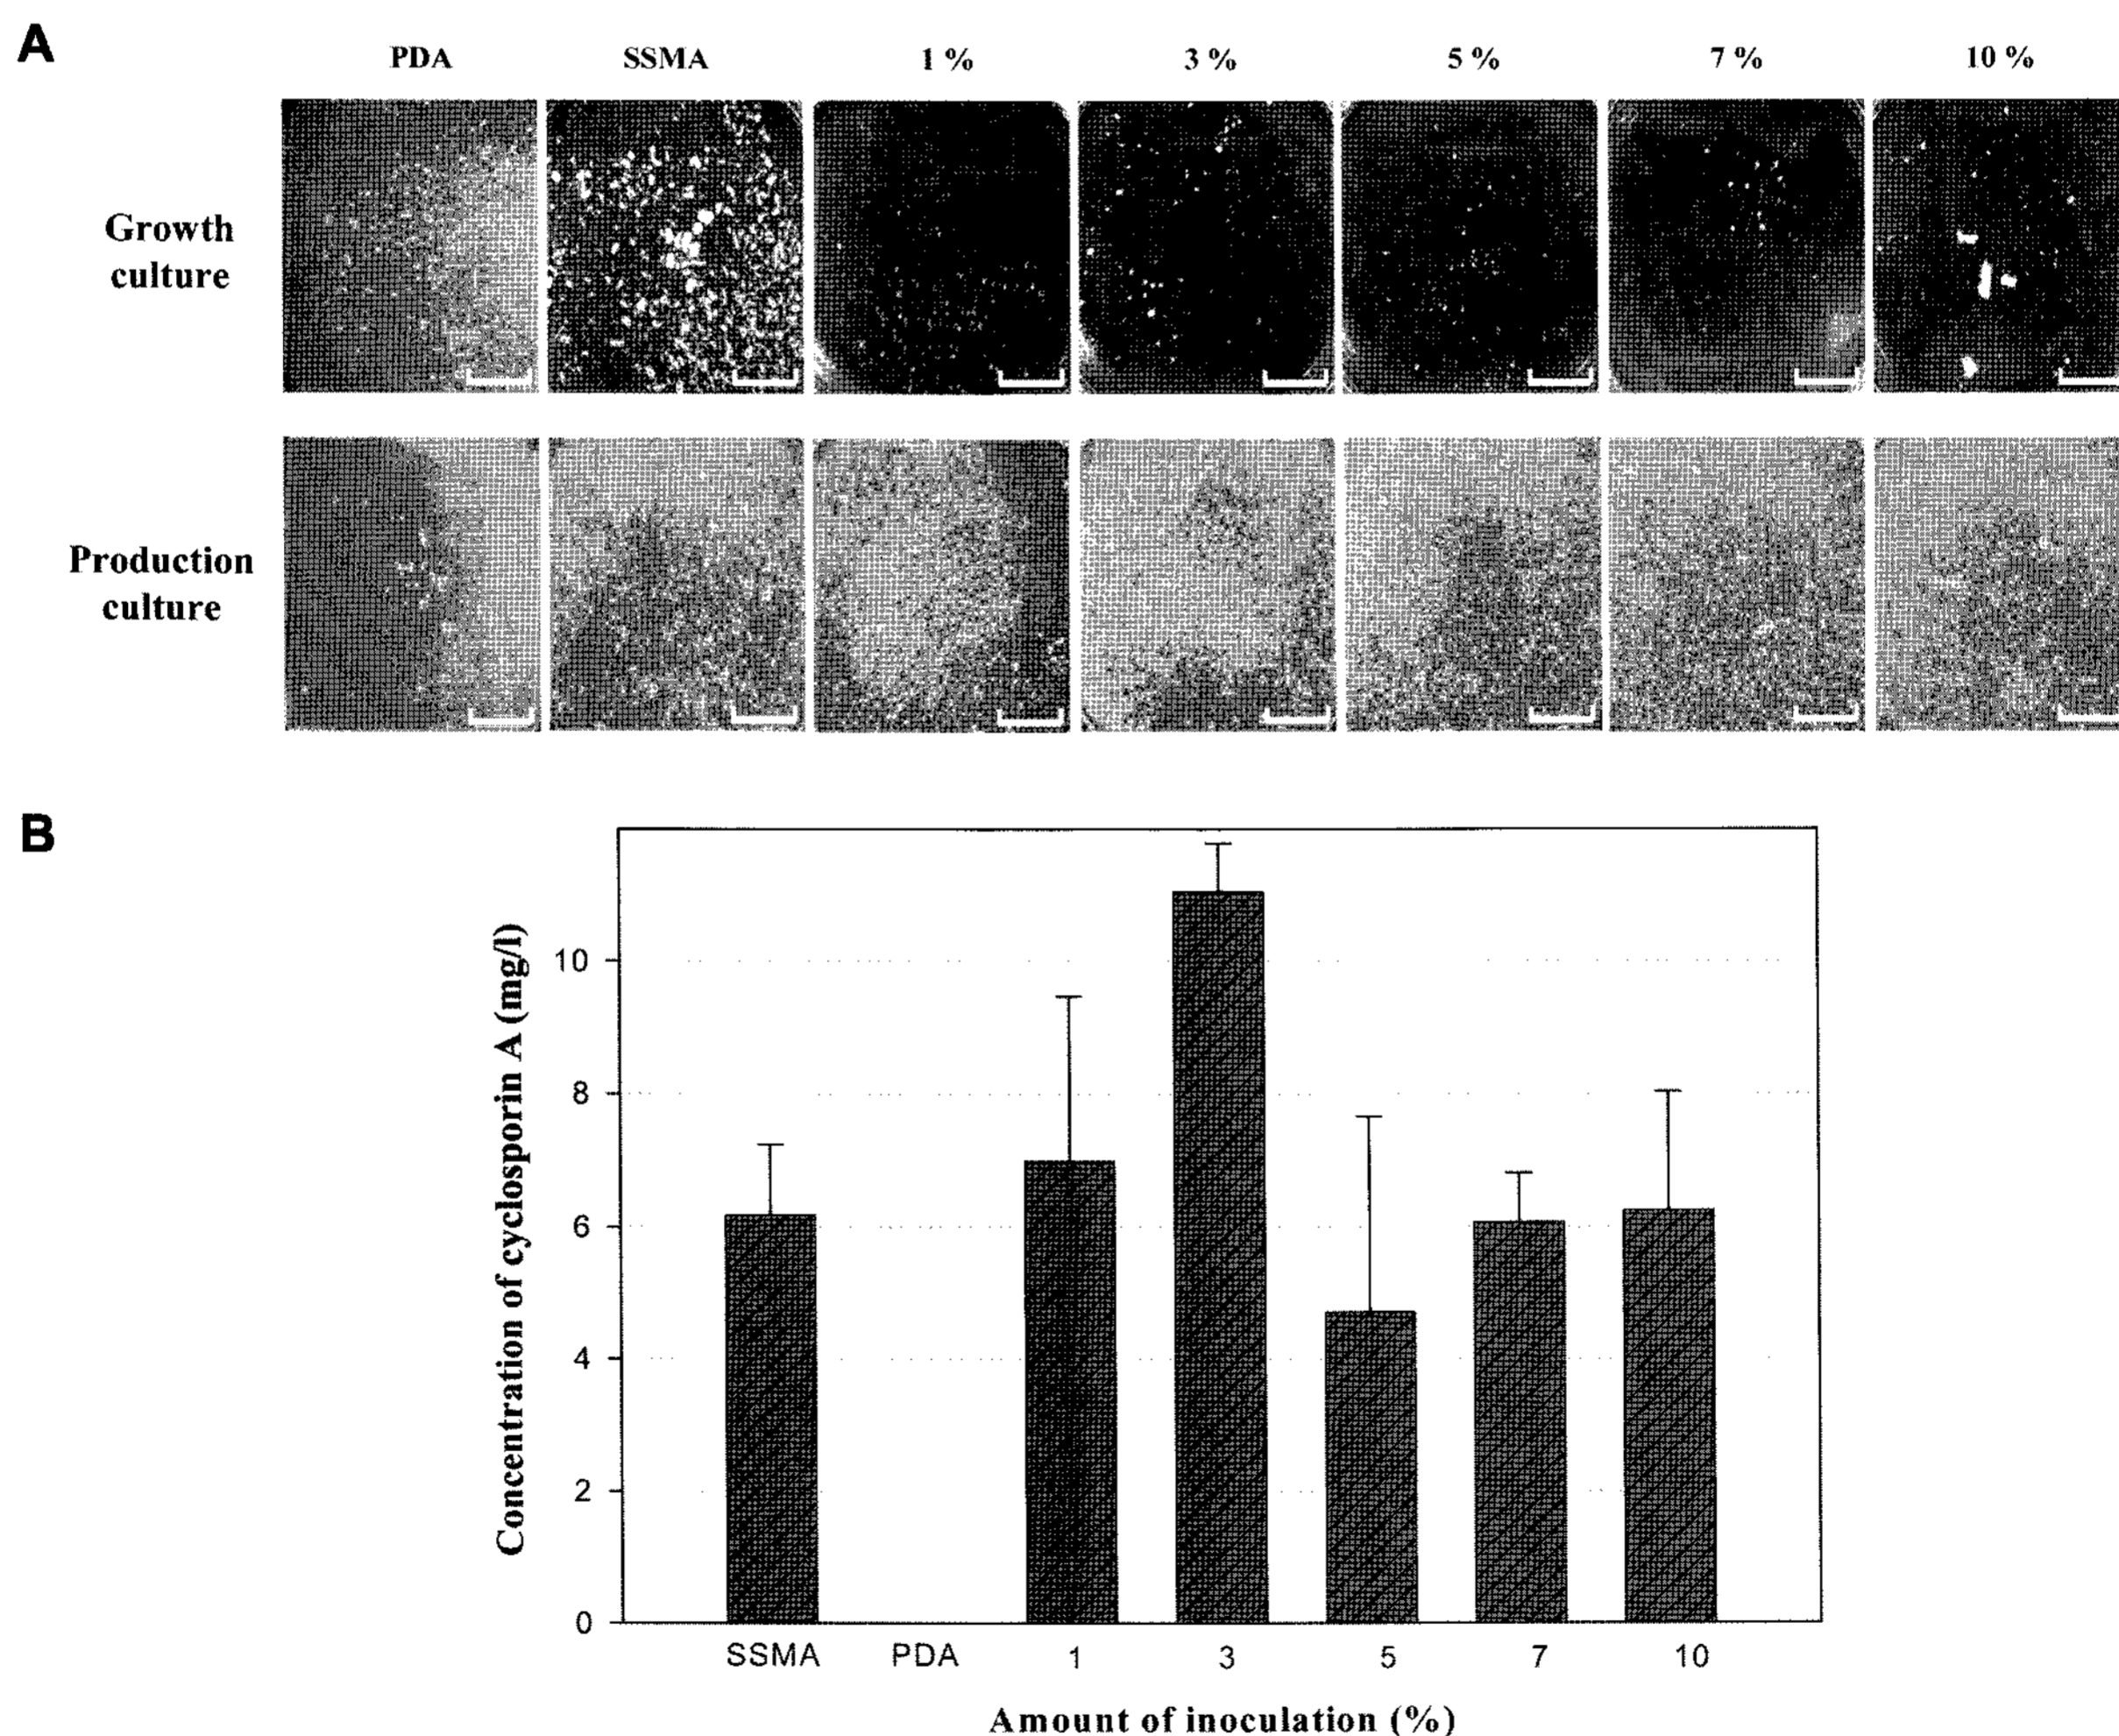 A
PDA SSMA 1 % 3 % 5 % 7 % 10 %
Growth
culture
Production
culture
B
Concentration of cyclosporin A (mg/l)
10
8
6
4
2
0
SSMA PDA 1 3 5 7 10
Amount of inoculation (%)